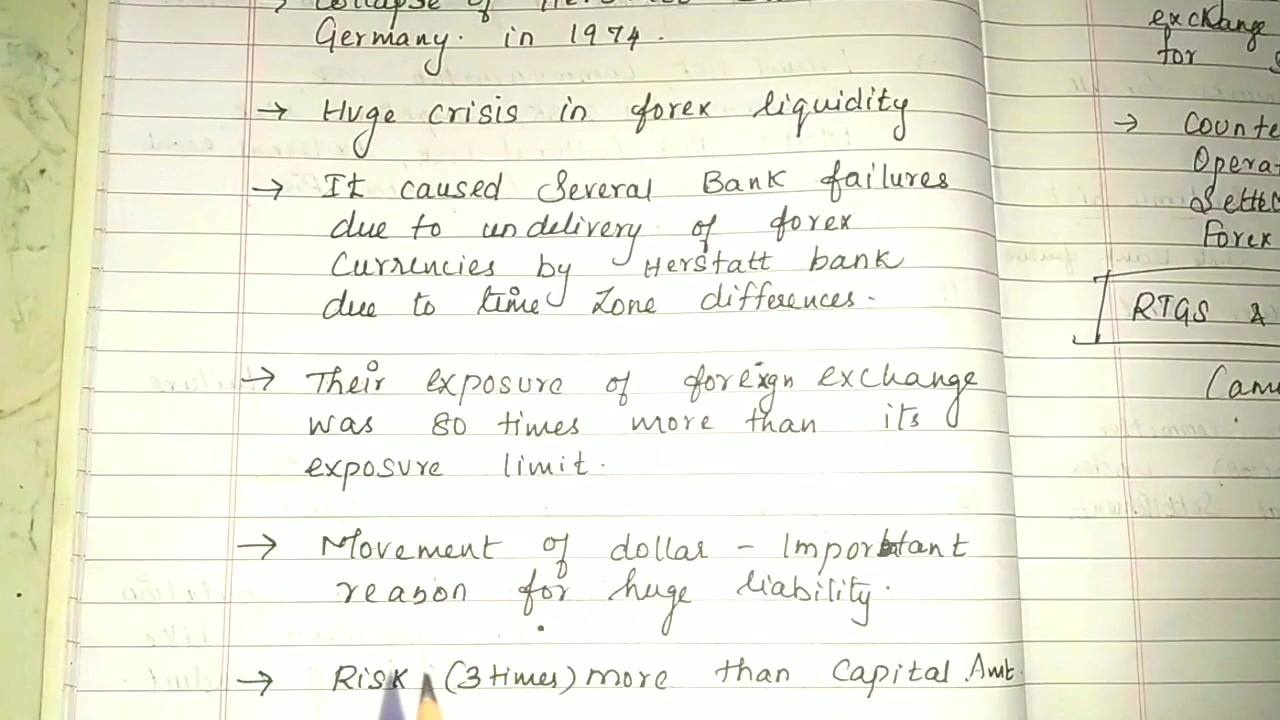 Collapse of
Germany. in 1974.
→ Huge crisis in forex liquidity
→ It caused Several Bank failures
due to undelivery of forex
Currencies by Herstatt bank
due to time Zone differences.
→ Their exposure of foreign exchange
was 80 times more than its
exposure limit.
→ Movement of dollar - Important
reason for huge liability.
→ Risk (3 times) more than Capital Amt.
exchange
for
→ Counte
Opera
Settle
Forex
RTGS &